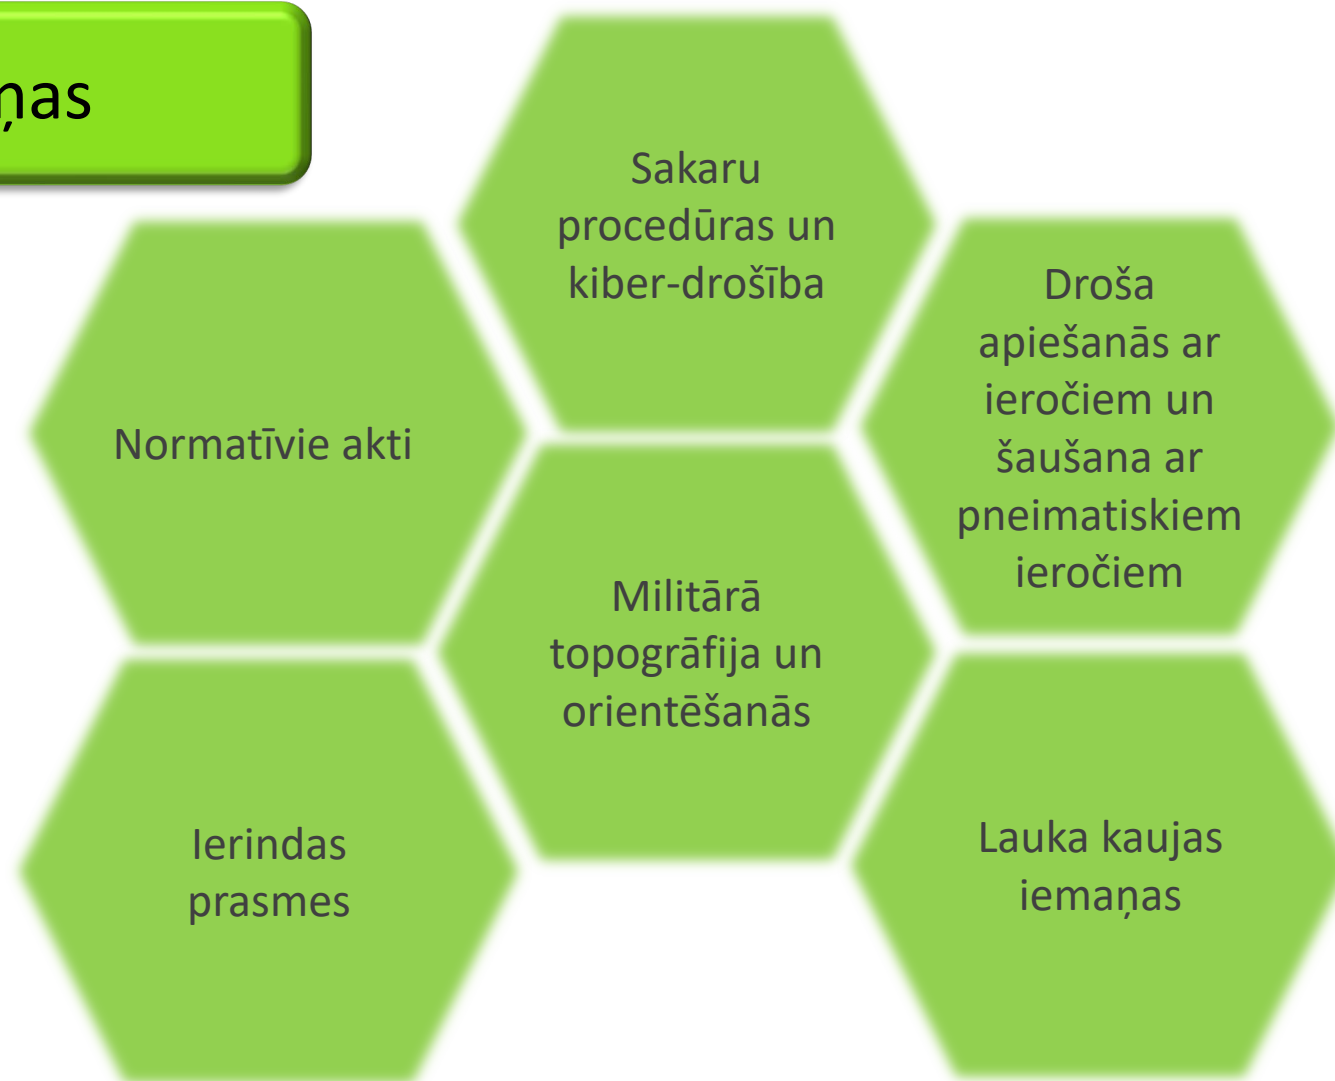 ņas
Sakaru
procedūras un
kiber-drošība
Normatīvie akti
Droša
apiešanās ar
ieročiem un
šaušana ar
pneimatiskiem
ieročiem
Militārā
topogrāfija un
orientēšanās
Ierindas
prasmes
Lauka kaujas
iemaņas